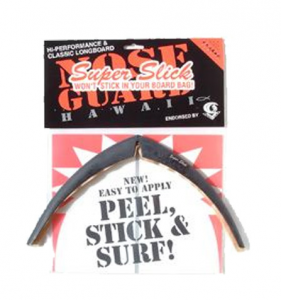 HI-PERFORMANCE &
CLASSIC LONGBOARD
NOSE
Super Slick
WON'T STICK IN YOUR BOARD BAG!
GUARD
HAWAII
ENDORSED BY
NEW!
EASY TO APPLY
PEEL,
STICK &
SURF!